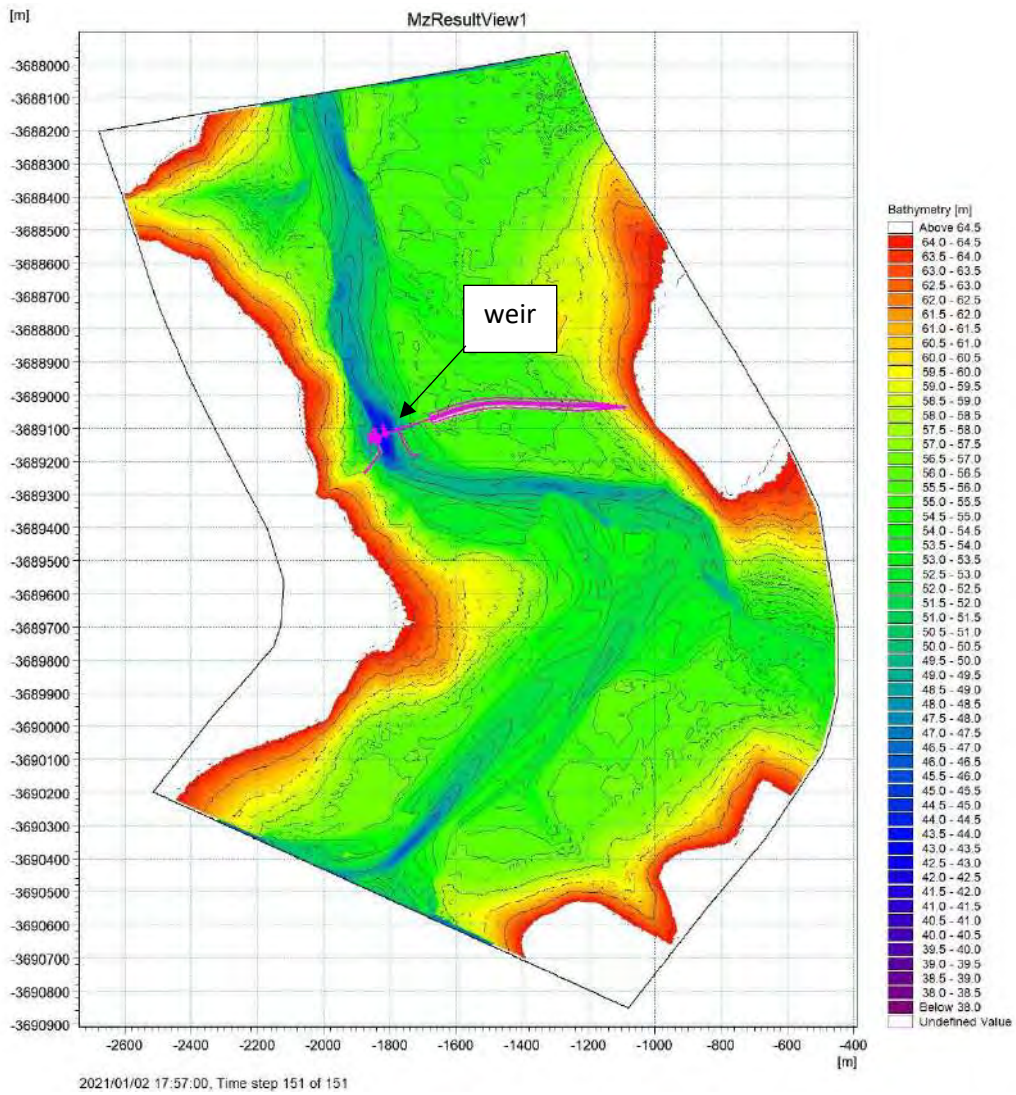 [m]
MzResultView1
-3688000
-3688100
-3688200
-3688300
-3688400
-3688500
-3688600
-3688700
-3688800
-3688900
-3689000
-3689100
-3689200
-3689300
-3689400
-3689500
-3689600
-3689700
-3689800
-3689900
-3690000
-3690100
-3690200
-3690300
-3690400
-3690500
-3690600
-3690700
-3690800
-3690900
weir
-2600 -2400 -2200 -2000 -1800 -1600 -1400 -1200 -1000 -800 -600 -400
[m]
2021/01/02 17:57:00, Time step 151 of 151
Bathymetry [m]
Above 64.5
64.0 - 64.5
63.5 - 64.0
63.0 - 63.5
62.5 - 63.0
62.0 - 62.5
61.5 - 62.0
61.0 - 61.5
60.5 - 61.0
60.0 - 60.5
59.5 - 60.0
59.0 - 59.5
58.5 - 59.0
58.0 - 58.5
57.5 - 58.0
57.0 - 57.5
56.5 - 57.0
56.0 - 56.5
55.5 - 56.0
55.0 - 55.5
54.5 - 55.0
54.0 - 54.5
53.5 - 54.0
53.0 - 53.5
52.5 - 53.0
52.0 - 52.5
51.5 - 52.0
51.0 - 51.5
50.5 - 51.0
50.0 - 50.5
49.5 - 50.0
49.0 - 49.5
48.5 - 49.0
48.0 - 48.5
47.5 - 48.0
47.0 - 47.5
46.5 - 47.0
46.0 - 46.5
45.5 - 46.0
45.0 - 45.5
44.5 - 45.0
44.0 - 44.5
43.5 - 44.0
43.0 - 43.5
42.5 - 43.0
42.0 - 42.5
41.5 - 42.0
41.0 - 41.5
40.5 - 41.0
40.0 - 40.5
39.5 - 40.0
39.0 - 39.5
38.5 - 39.0
38.0 - 38.5
Below 38.0
Undefined Value